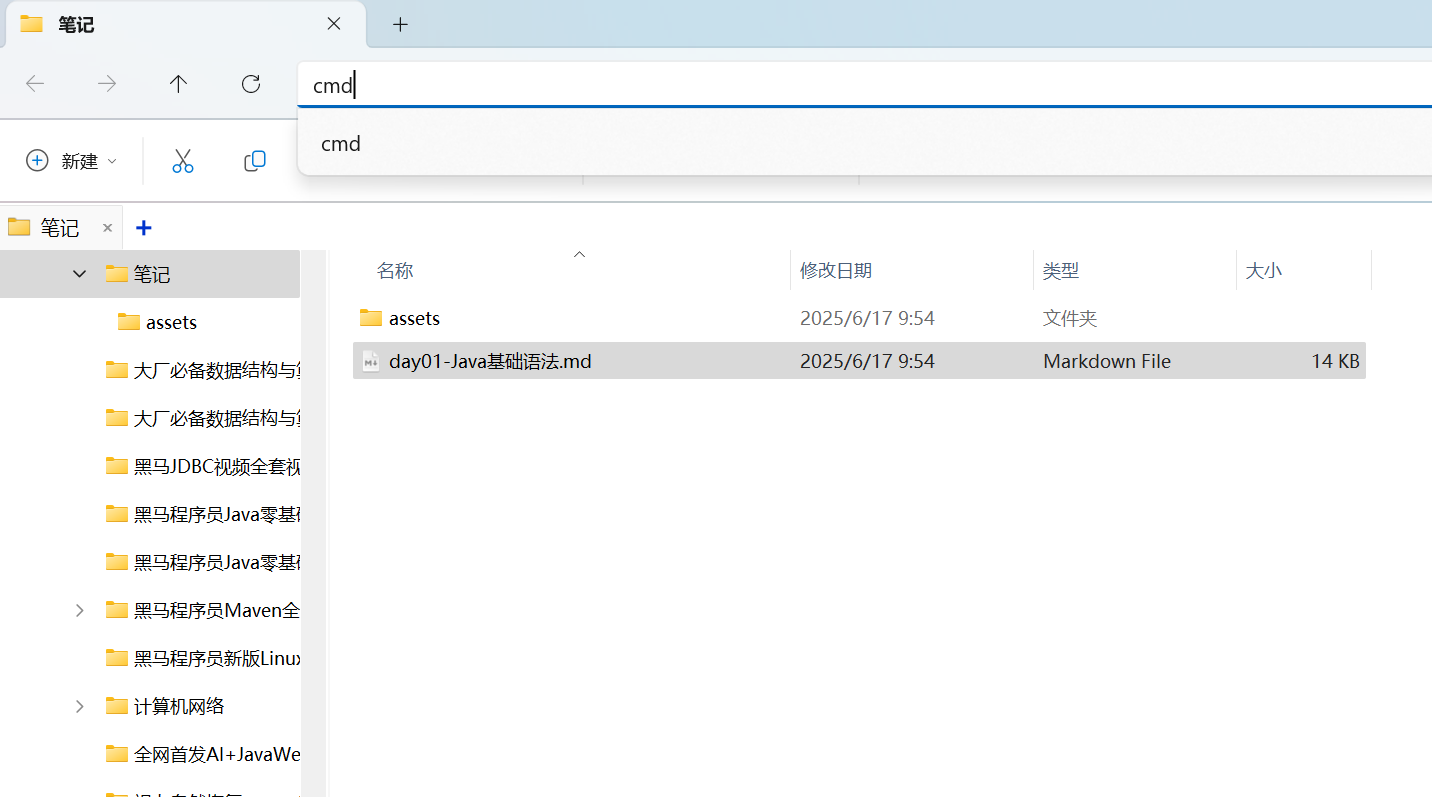 笔记
cmd
cmd
新建
笔记
笔记
assets
大厂必备数据结构与
大厂必备数据结构与
黑马JDBC视频全套视
黑马程序员Java零基础
黑马程序员Java零基础
黑马程序员Maven全
黑马程序员新版Linux
计算机网络
全网首发AI+JavaWe
名称 修改日期 类型 大小
assets 2025/6/17 9:54 文件夹
day01-Java基础语法.md 2025/6/17 9:54 Markdown File 14 KB